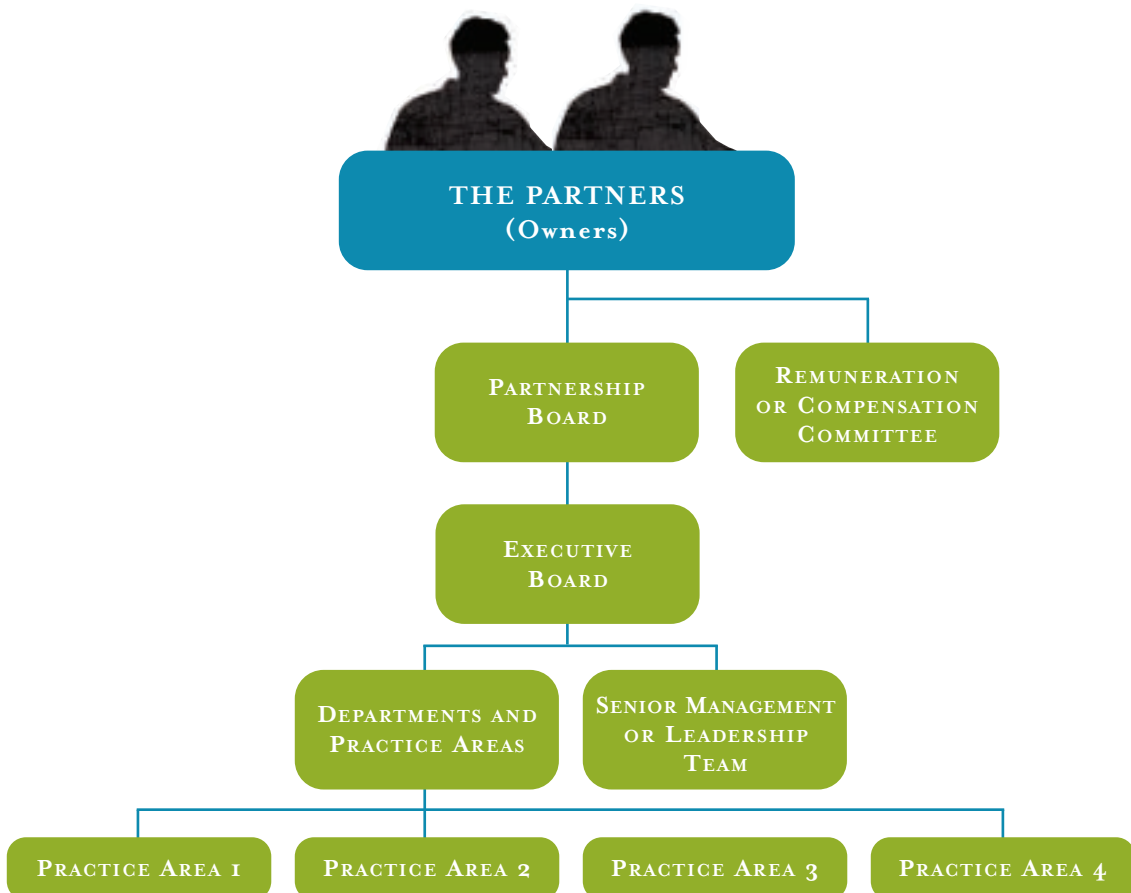 THE PARTNERS
(Owners)
Partnership
Board
Remuneration
or Compensation
Committee
Executive
Board
Departments and
Practice Areas
Senior Management
or Leadership
Team
Practice Area 1
Practice Area 2
Practice Area 3
Practice Area 4